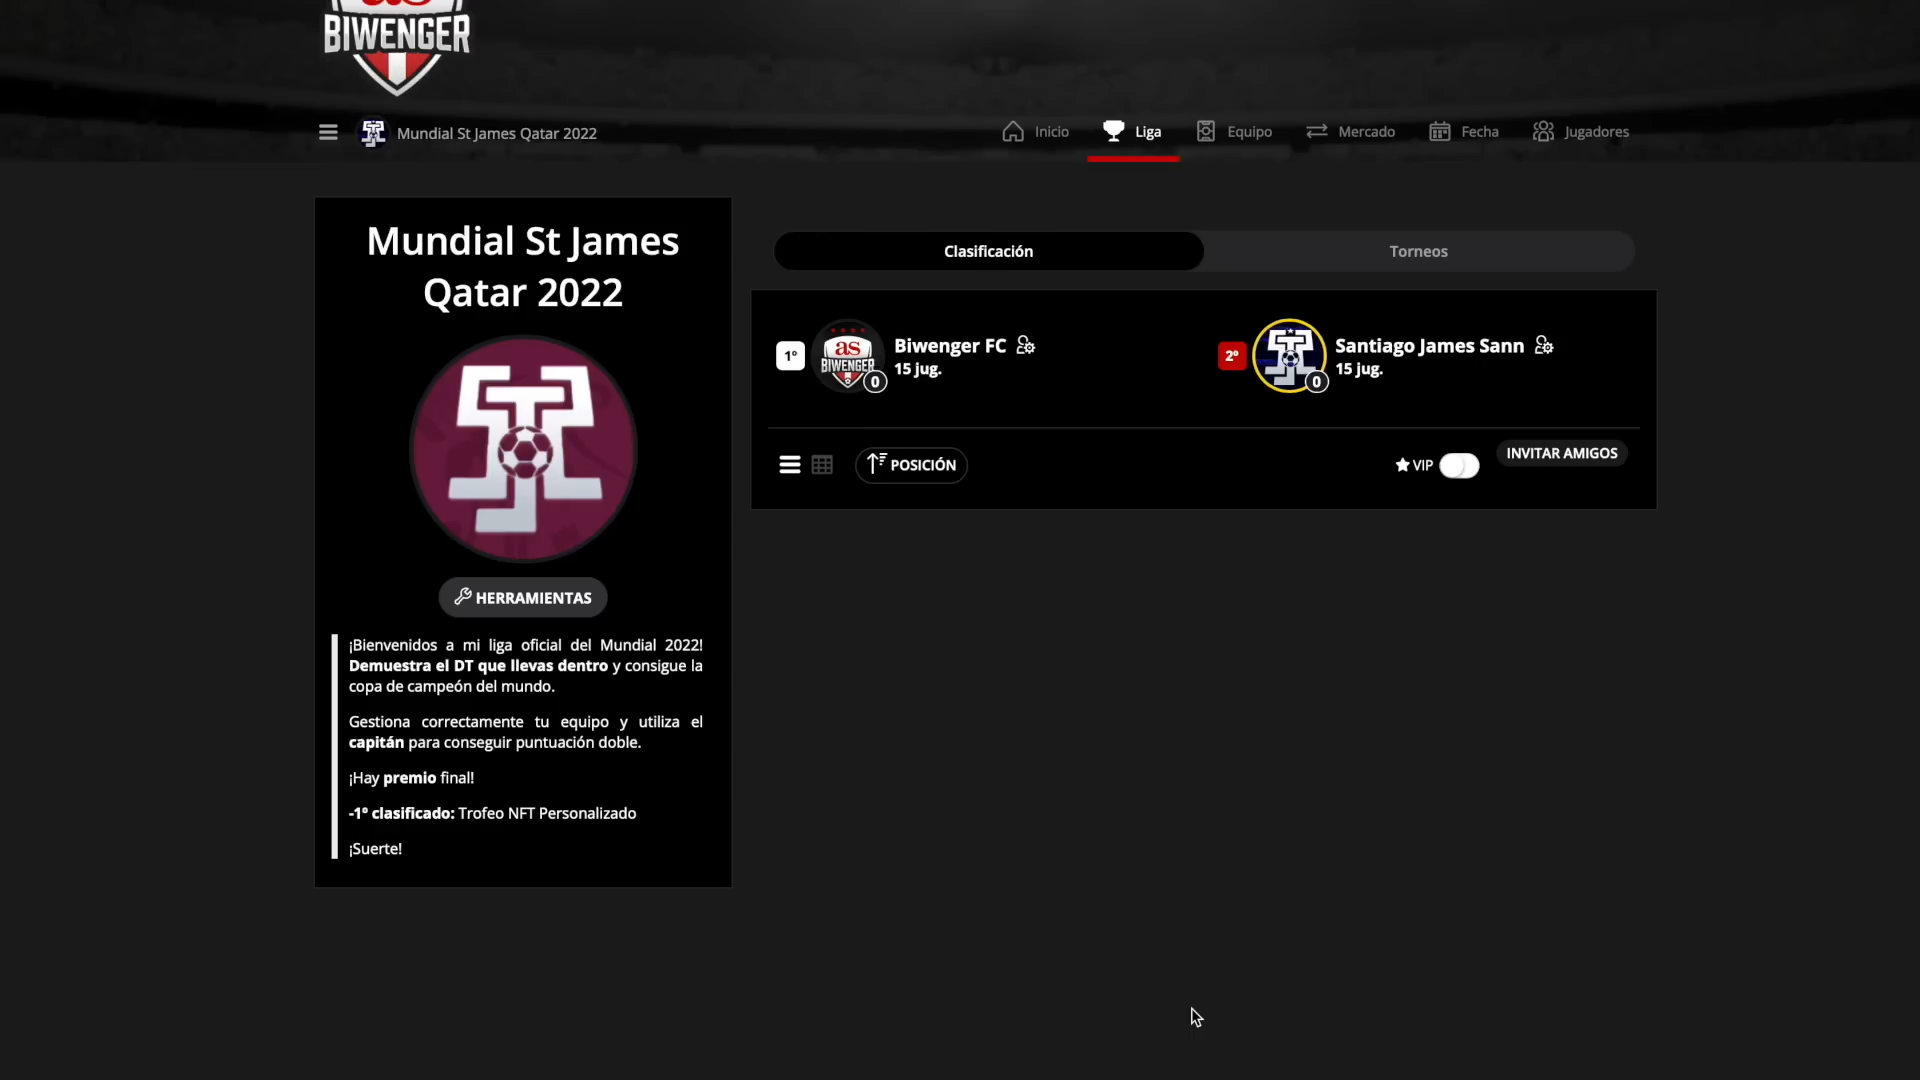 as
BIWENGER
Mundial St James Qatar 2022
Inicio
Liga
Equipo
Mercado
Fecha
Jugadores
Mundial St James
Qatar 2022
HERRAMIENTAS
¡Bienvenidos a mi liga oficial del Mundial 2022!
Demuestra el DT que llevas dentro y consigue la
copa de campeón del mundo.
Gestiona correctamente tu equipo y utiliza el
capitán para conseguir puntuación doble.
¡Hay premio final!
-1º clasificado: Trofeo NFT Personalizado
¡Suerte!
Clasificación
Torneos
1º
as
BIWENGER
0
Biwenger FC
15 jug.
2º
0
Santiago James Sann
15 jug.
POSICIÓN
VIP
INVITAR AMIGOS